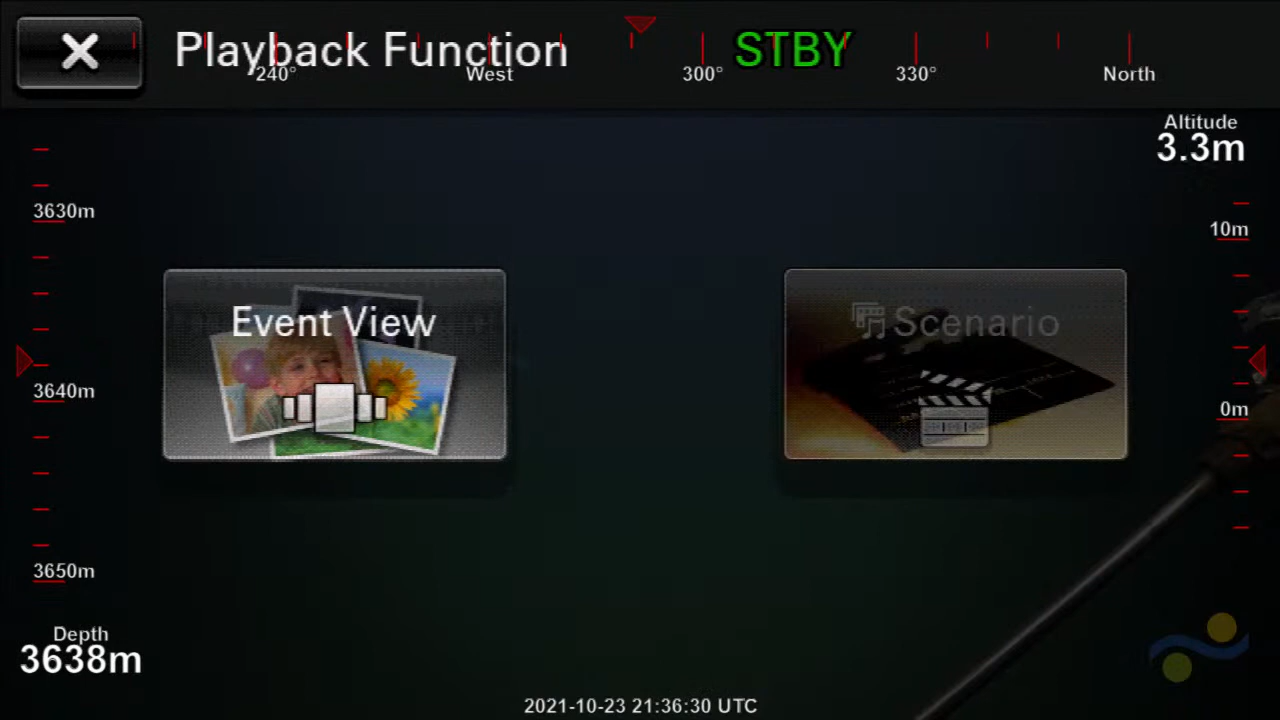 Playback Function STBY
240° West 300° 330° North
Altitude
3.3m
3630m
10m
Event View
Scenario
3640m
0m
3650m
Depth
3638m
2021-10-23 21:36:30 UTC